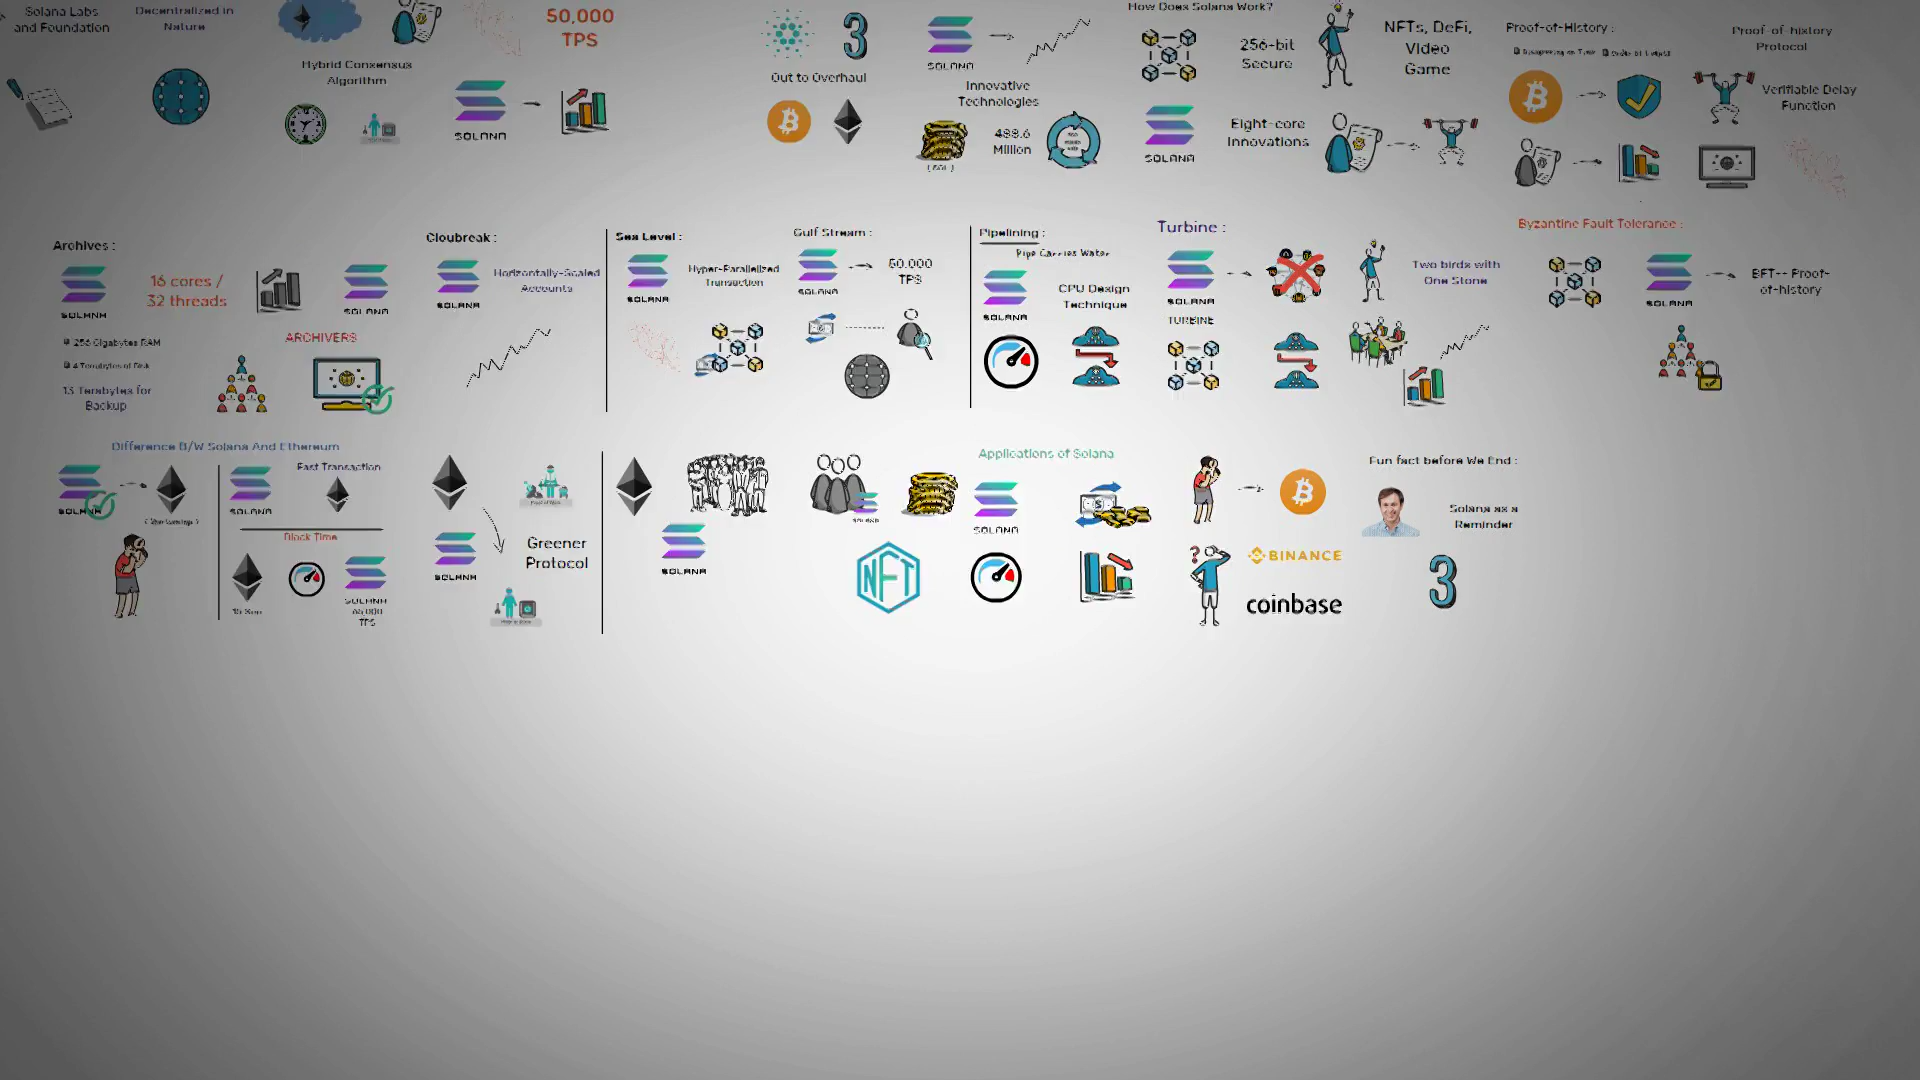 Solana Labs
and Foundation
Decentralized in
Nature
Hybrid Consensus
Algorithm
50,000
TPS
SOLANA
3
Out to Overhaul
SOLANA
Innovative
Technologies
488.6
Million
How Does Solana Work?
256-bit
Secure
NFTs, DeFi,
Video
Game
SOLANA
Eight-core
Innovations
Proof-of-History :
Proof-of-history
Protocol
Verifiable Delay
Function
Archives :
SOLANA
16 cores /
32 threads
SOLANA
256 Gigabytes RAM
4 Terabytes of Disk
13 Terabytes for
Backup
ARCHIVERS
Cloubreak :
SOLANA
Horizontally-Scaled
Accounts
Sea Level :
SOLANA
Hyper-Parallelized
Transaction
Gulf Stream :
SOLANA
50,000
TPS
Pipelining :
Pipe Carries Water
SOLANA
CPU Design
Technique
Turbine :
SOLANA
TURBINE
Two birds with
One Stone
Byzantine Fault Tolerance :
SOLANA
BFT-- Proof-
of-history
Difference B/W Solana And Ethereum
SOLANA
Fast Transaction
SOLANA
Block Time
SOLANA
TPS
SOLANA
Greener
Protocol
SOLANA
SOLANA
NFT
Applications of Solana
SOLANA
?
BINANCE
coinbase
Fun fact before We End :
Solana as a
Reminder
3